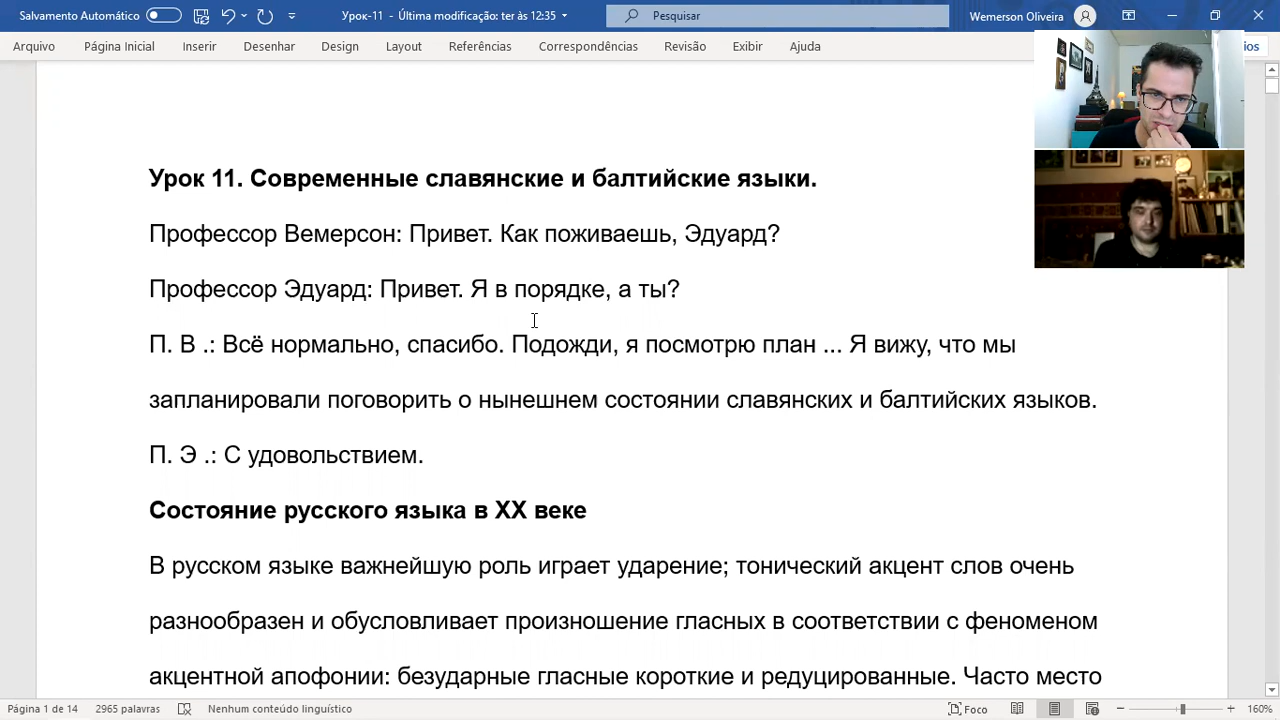 Salvamento Automático
Урок-11
Última modificação: às 12:35
Pesquisar
Wemerson Oliveira
Arquivo Página Inicial Inserir Desenhar Design Layout Referências Correspondências Revisão Exibir Ajuda
ios
Урок 11. Современные славянские и балтийские языки.
Профессор Вемерсон: Привет. Как поживаешь, Эдуард?
Профессор Эдуард: Привет. Я в порядке, а ты?
П. В .: Всё нормально, спасибо. Подожди, я посмотрю план ... Я вижу, что мы
запланировали поговорить о нынешнем состоянии славянских и балтийских языков.
П. Э .: С удовольствием.
Состояние русского языка в XX веке
В русском языке важнейшую роль играет ударение; тонический акцент слов очень
разнообразен и обусловливает произношение гласных в соответствии с феноменом
акцентной апофонии: безударные гласные короткие и редуцированные. Часто место
Página 1 de 14 2965 palavras Nenhum conteúdo linguístico Foco 160%